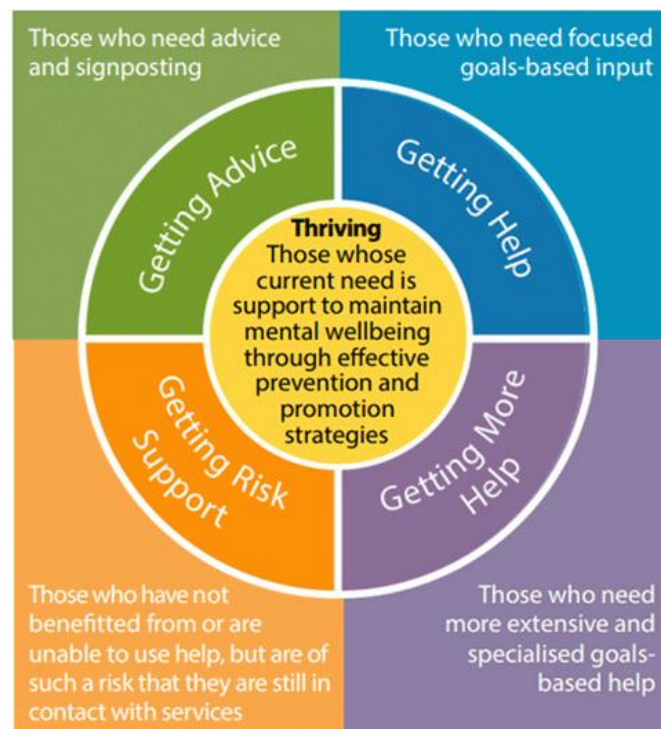 Those who need advice
and signposting
Those who need focused
goals-based input
Getting Advice
Getting Help
Thriving
Those whose
current need is
support to maintain
mental wellbeing
through effective
prevention and
promotion
strategies
Getting Risk
Support
Getting More
Help
Those who have not
benefitted from or are
unable to use help, but are of
such a risk that they are still in
contact with services
Those who need
more extensive and
specialised goals-
based help